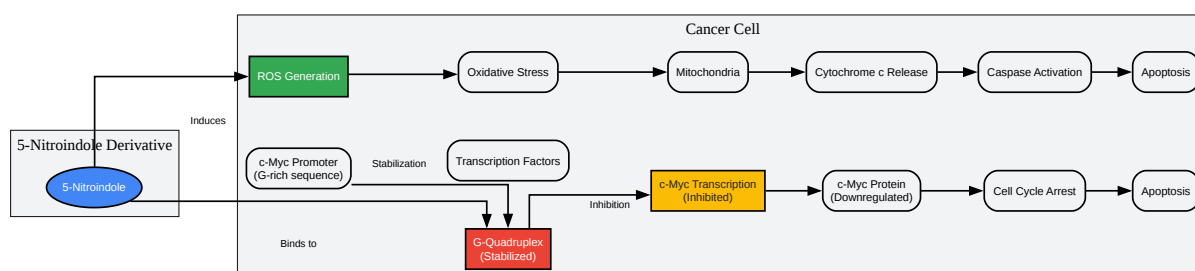 Cancer Cell
ROS Generation
Oxidative Stress
Mitochondria
Cytochrome c Release
Caspase Activation
Apoptosis
Induces
5-Nitroindole Derivative
5-Nitroindole
c-Myc Promoter
(G-rich sequence)
Stabilization
Transcription Factors
Inhibition
c-Myc Transcription
(Inhibited)
c-Myc Protein
(Downregulated)
Cell Cycle Arrest
Apoptosis
Binds to
G-Quadruplex
(Stabilized)